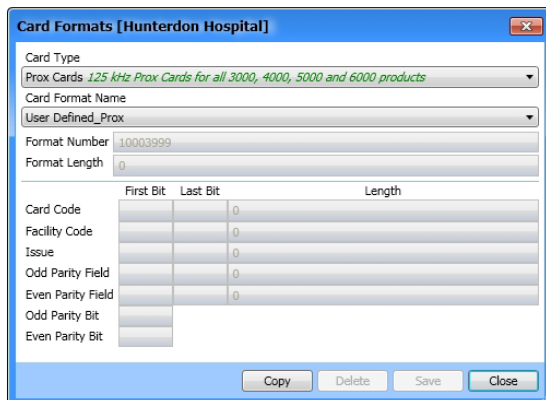 Card Formats [Hunterdon Hospital]
Card Type
Prox Cards 125 kHz Prox Cards for all 3000, 4000, 5000 and 6000 products
Card Format Name
User Defined_Prox
Format Number 10003999
Format Length 0
First Bit Last Bit Length
Card Code 0
Facility Code 0
Issue 0
Odd Parity Field 0
Even Parity Field 0
Odd Parity Bit
Even Parity Bit
Copy Delete Save Close